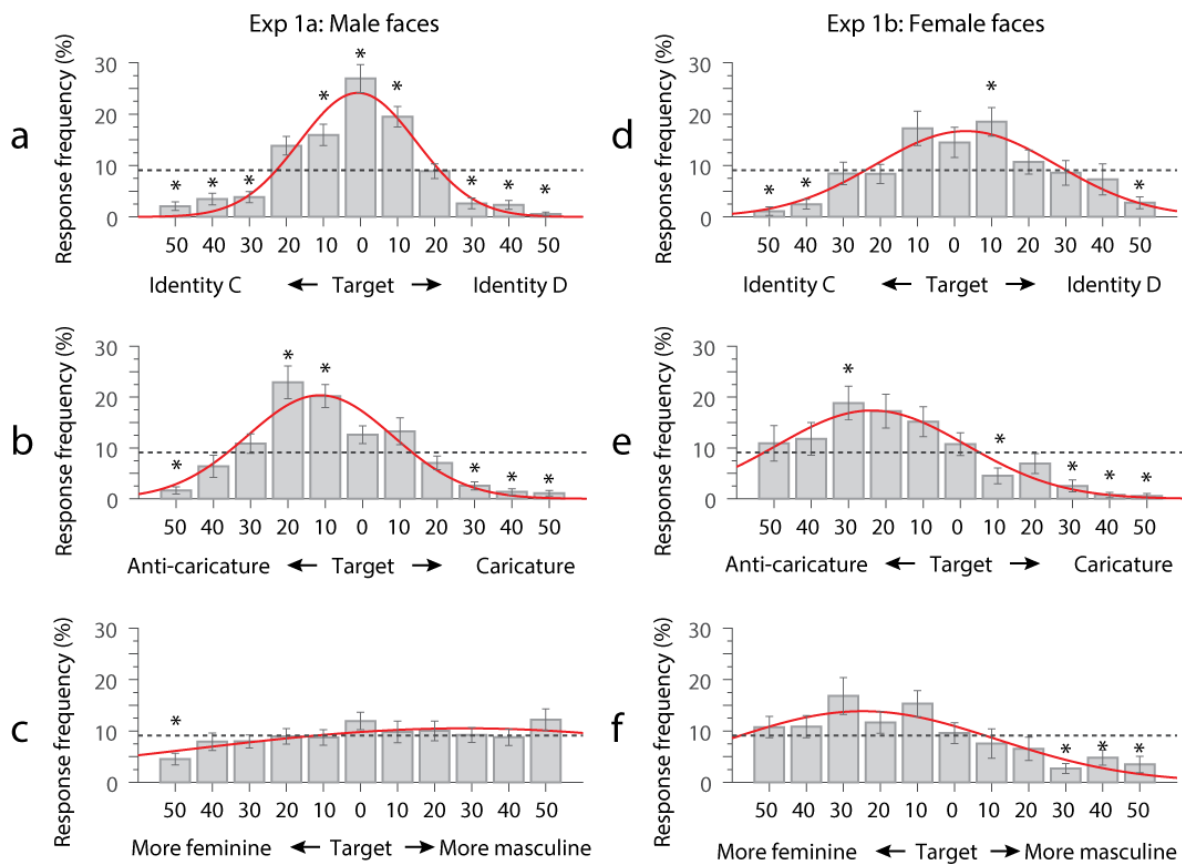 Exp 1a: Male faces
Exp 1b: Female faces
a
Response frequency (%)
30
20
10
0
* * * * * * * * *
50 40 30 20 10 0 10 20 30 40 50
Identity C ← Target → Identity D
d
Response frequency (%)
30
20
10
0
* * * *
50 40 30 20 10 0 10 20 30 40 50
Identity C ← Target → Identity D
b
Response frequency (%)
30
20
10
0
* * * * * *
50 40 30 20 10 0 10 20 30 40 50
Anti-caricature ← Target → Caricature
e
Response frequency (%)
30
20
10
0
* * * * *
50 40 30 20 10 0 10 20 30 40 50
Anti-caricature ← Target → Caricature
c
Response frequency (%)
30
20
10
0
*
50 40 30 20 10 0 10 20 30 40 50
More feminine ← Target → More masculine
f
Response frequency (%)
30
20
10
0
* * *
50 40 30 20 10 0 10 20 30 40 50
More feminine ← Target → More masculine